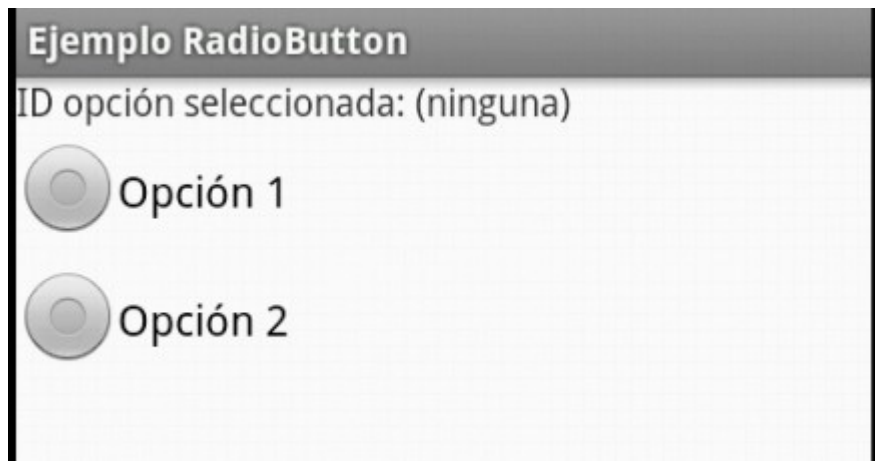 Ejemplo RadioButton
ID opción seleccionada: (ninguna)
Opción 1
Opción 2